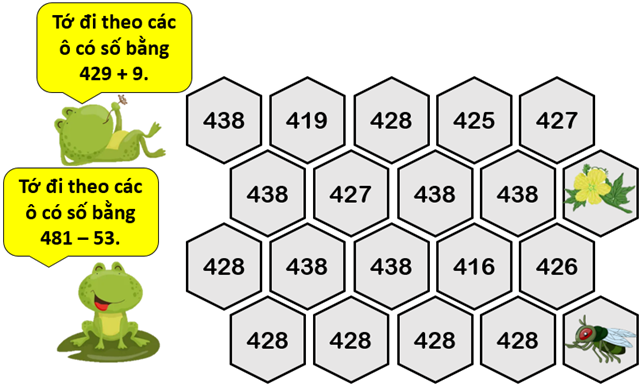 Tớ đi theo các
ô có số bằng
429 + 9.
438 419 428 425 427
438 427 438 438
Tớ đi theo các
ô có số bằng
481 – 53.
428 438 438 416 426
428 428 428 428